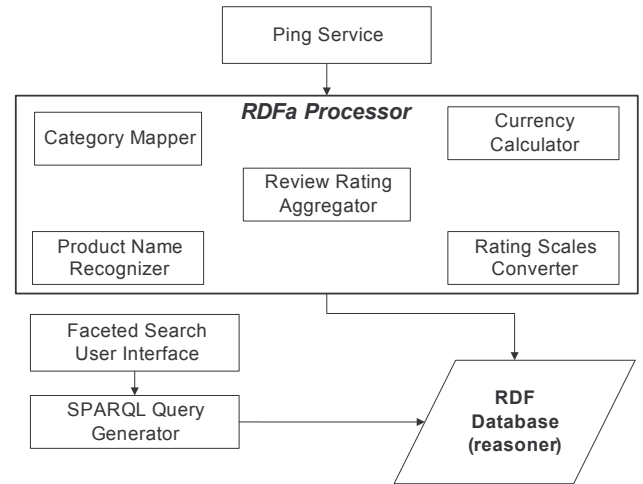 Ping Service
RDFa Processor
Category Mapper
Currency
Calculator
Review Rating
Aggregator
Product Name
Recognizer
Rating Scales
Converter
Faceted Search
User Interface
SPARQL Query
Generator
RDF
Database
(reasoner)